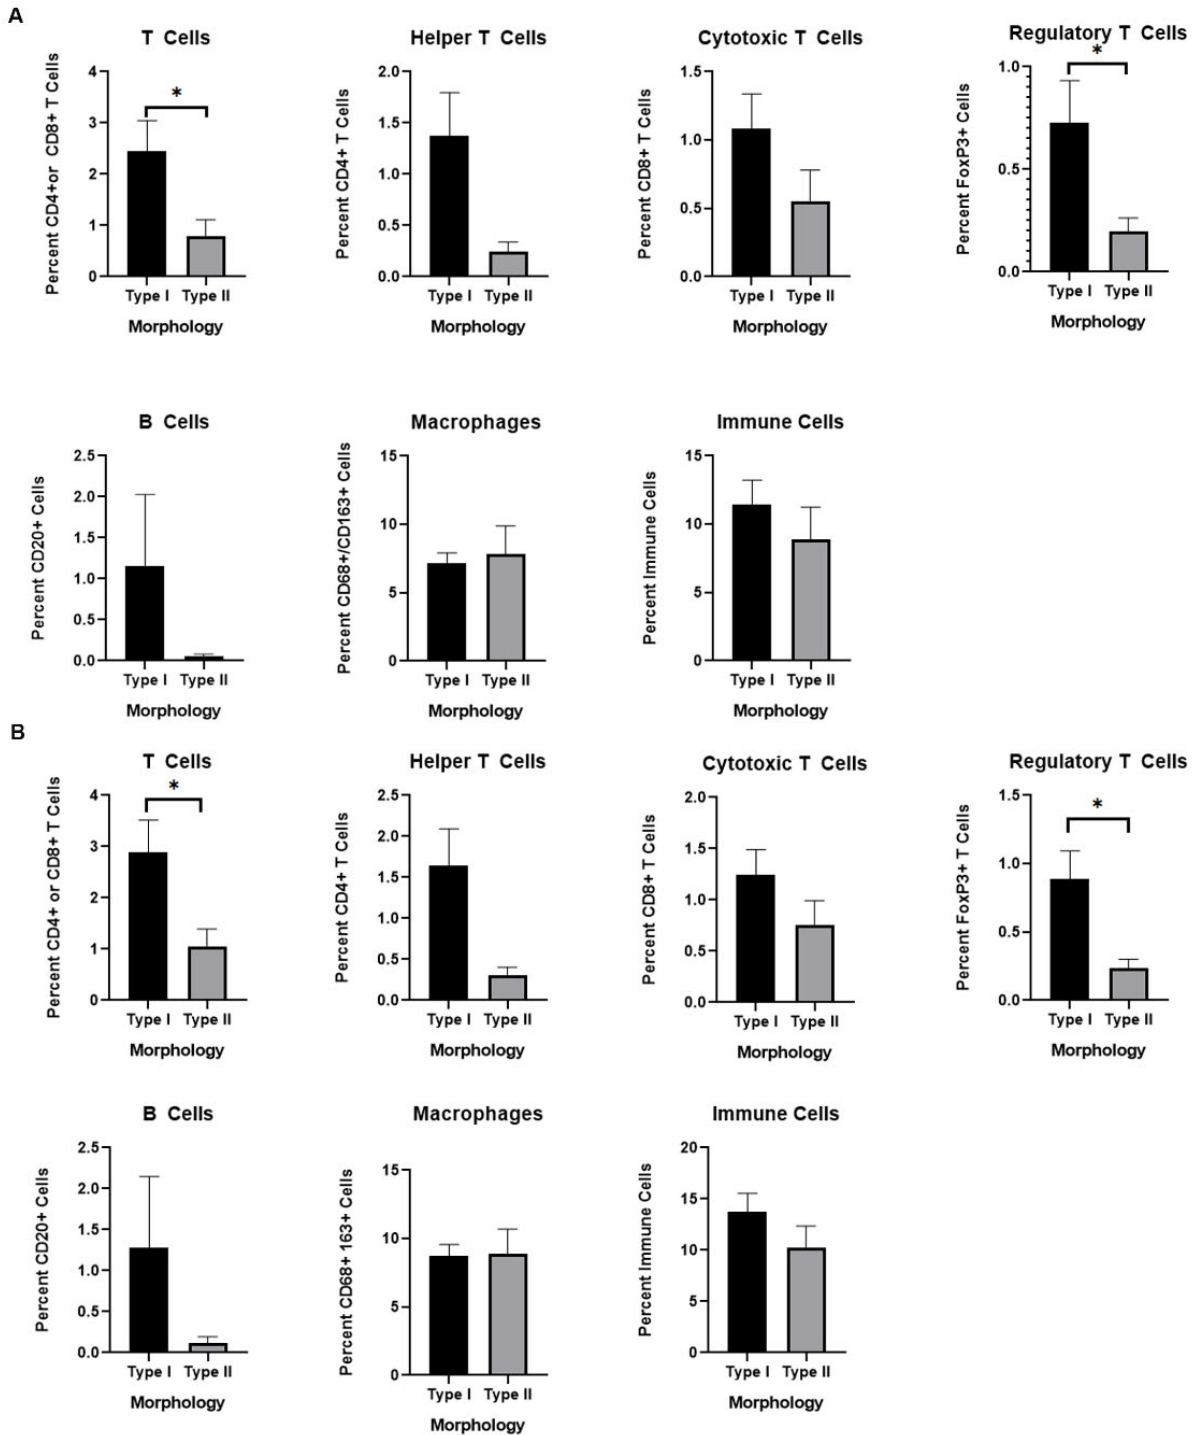 A
T Cells
Percent CD4+or CD8+ T Cells
4
3
2
1
0
*
Type I Type II
Morphology
Helper T Cells
Percent CD4+ T Cells
2.0
1.5
1.0
0.5
0.0
Type I Type II
Morphology
Cytotoxic T Cells
Percent CD8+ T Cells
1.5
1.0
0.5
0.0
Type I Type II
Morphology
Regulatory T Cells
Percent FoxP3+ Cells
1.0
0.5
0.0
*
Type I Type II
Morphology
B Cells
Percent CD20+ Cells
2.5
2.0
1.5
1.0
0.5
0.0
Type I Type II
Morphology
Macrophages
Percent CD68+/CD163+ Cells
15
10
5
0
Type I Type II
Morphology
Immune Cells
Percent Immune Cells
15
10
5
0
Type I Type II
Morphology
B
T Cells
Percent CD4+ or CD8+ T Cells
4
3
2
1
0
*
Type I Type II
Morphology
Helper T Cells
Percent CD4+ T Cells
2.5
2.0
1.5
1.0
0.5
0.0
Type I Type II
Morphology
Cytotoxic T Cells
Percent CD8+ T Cells
2.0
1.5
1.0
0.5
0.0
Type I Type II
Morphology
Regulatory T Cells
Percent FoxP3+ T Cells
1.5
1.0
0.5
0.0
*
Type I Type II
Morphology
B Cells
Percent CD20+ Cells
2.5
2.0
1.5
1.0
0.5
0.0
Type I Type II
Morphology
Macrophages
Percent CD68+ 163+ Cells
15
10
5
0
Type I Type II
Morphology
Immune Cells
Percent Immune Cells
20
15
10
5
0
Type I Type II
Morphology